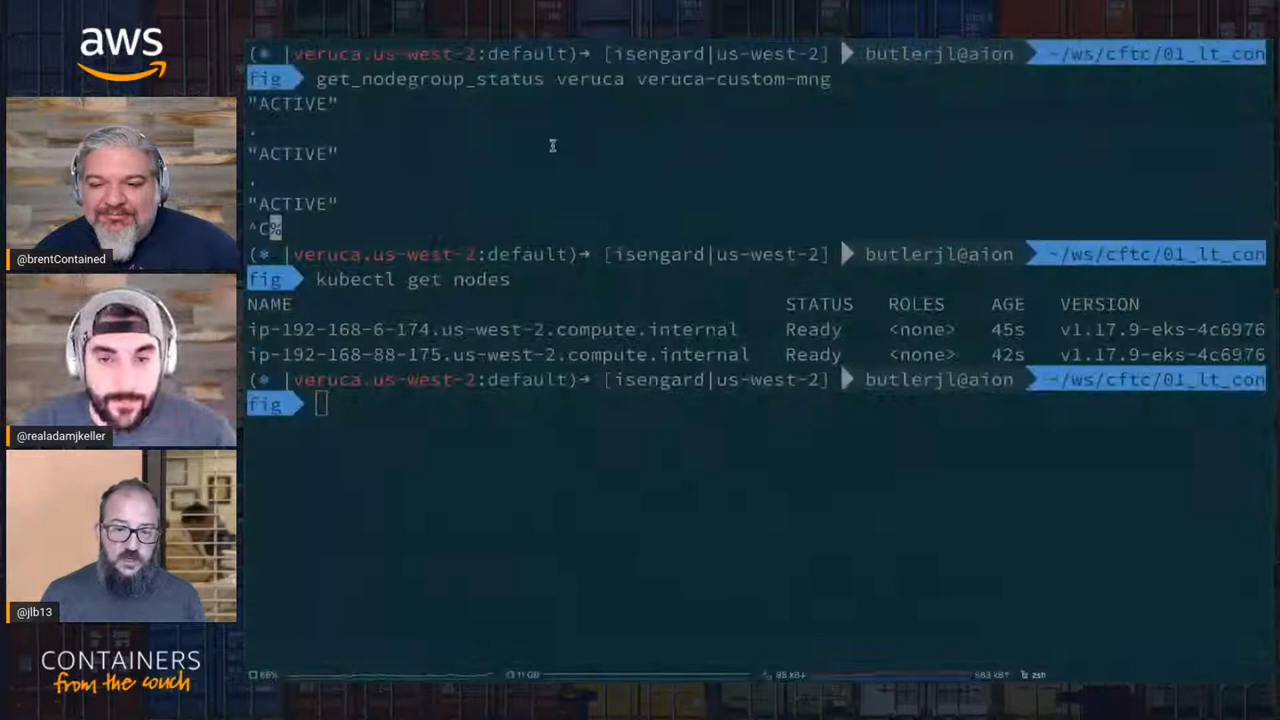 aws
(⎈ |veruca.us-west-2:default)→ [isengard|us-west-2] butlerjl@aion ~/ws/cftc/01_lt_con
fig get_nodegroup_status veruca veruca-custom-mng
"ACTIVE"
.
"ACTIVE"
.
"ACTIVE"
^C%
(⎈ |veruca.us-west-2:default)→ [isengard|us-west-2] butlerjl@aion ~/ws/cftc/01_lt_con
fig kubectl get nodes
NAME STATUS ROLES AGE VERSION
ip-192-168-6-174.us-west-2.compute.internal Ready <none> 45s v1.17.9-eks-4c6976
ip-192-168-88-175.us-west-2.compute.internal Ready <none> 42s v1.17.9-eks-4c6976
(⎈ |veruca.us-west-2:default)→ [isengard|us-west-2] butlerjl@aion ~/ws/cftc/01_lt_con
fig
@brentContained
@realadamjkeller
@jlb13
CONTAINERS
from the couch
11 GB zsh